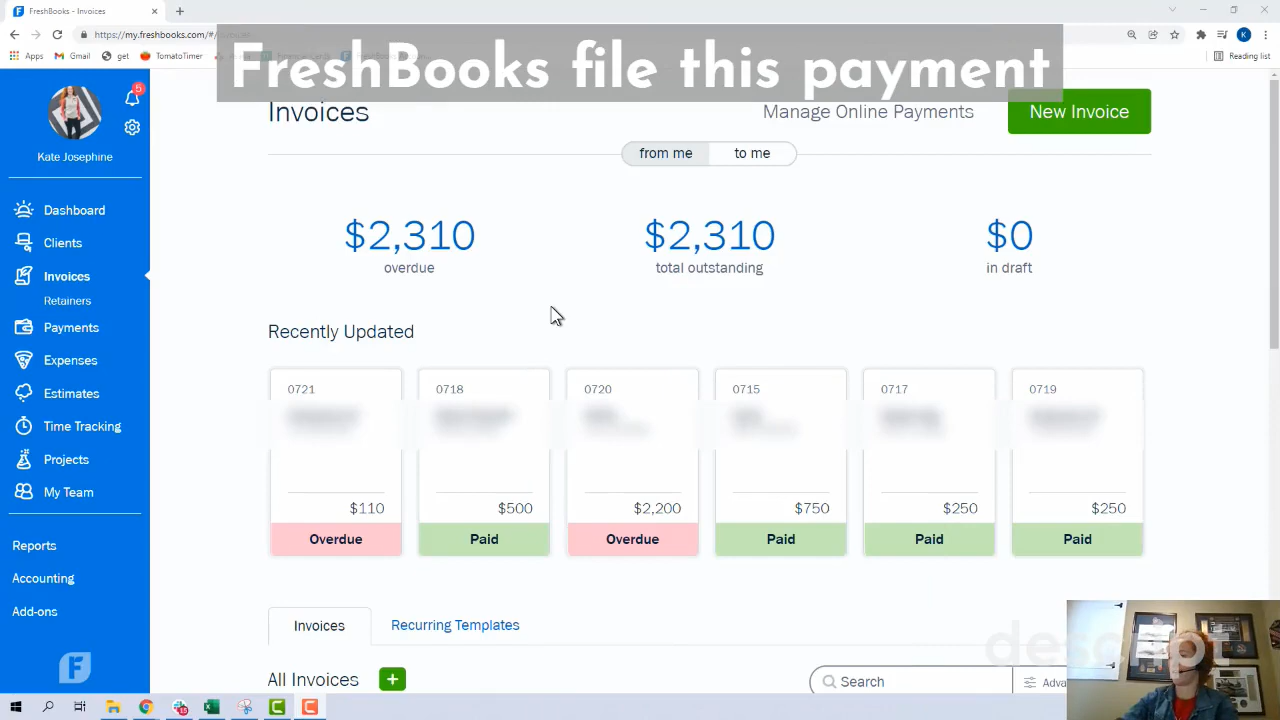 FreshBooks - Invoices
https://my.freshbooks.com/#/
K
Apps
Gmail
get
TomatoTimer
Reading list
FreshBooks file this payment
5
Kate Josephine
Dashboard
Clients
Invoices
Retainers
Payments
Expenses
Estimates
Time Tracking
Projects
My Team
Reports
Accounting
Add-ons
Invoices
Manage Online Payments
New Invoice
from me
to me
$2,310
overdue
$2,310
total outstanding
$0
in draft
Recently Updated
0721
$110
Overdue
0718
$500
Paid
0720
$2,200
Overdue
0715
$750
Paid
0717
$250
Paid
0719
$250
Paid
Invoices
Recurring Templates
All Invoices
Search
Adva
descript